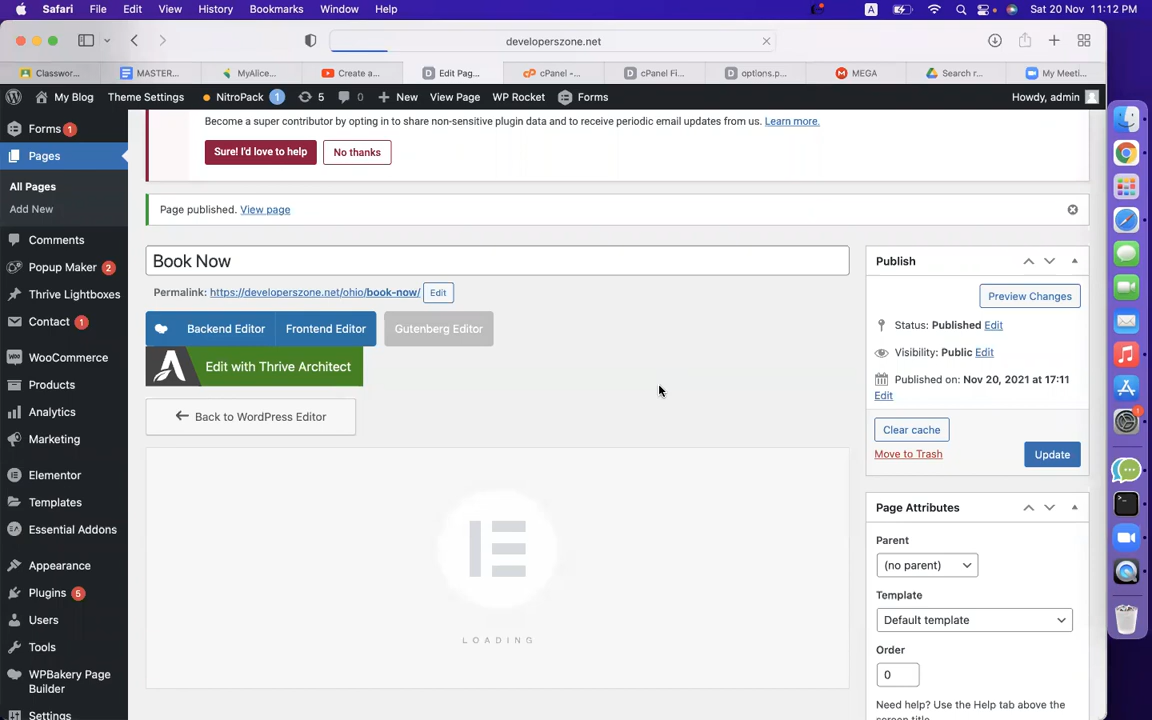 Safari File Edit View History Bookmarks Window Help A Sat 20 Nov 11:12 PM
developerszone.net
Classwor... MASTER... MyAlice... Create a... Edit Pag... cPanel -... cPanel Fi... options.p... MEGA Search r... My Meeti...
My Blog Theme Settings NitroPack 1 5 0 New View Page WP Rocket Forms Howdy, admin
Become a super contributor by opting in to share non-sensitive plugin data and to receive periodic email updates from us. Learn more.
Sure! I'd love to help No thanks
Forms 1
Pages
All Pages
Add New
Comments
Popup Maker 2
Thrive Lightboxes
Contact 1
WooCommerce
Products
Analytics
Marketing
Elementor
Templates
Essential Addons
Appearance
Plugins 5
Users
Tools
WPBakery Page
Builder
Settings
Page published. View page
Book Now
Permalink: https://developerszone.net/ohio/book-now/ Edit
Backend Editor Frontend Editor Gutenberg Editor
Edit with Thrive Architect
← Back to WordPress Editor
LOADING
Publish
Preview Changes
Status: Published Edit
Visibility: Public Edit
Published on: Nov 20, 2021 at 17:11
Edit
Clear cache
Move to Trash Update
Page Attributes
Parent
(no parent)
Template
Default template
Order
0
Need help? Use the Help tab above the
screen title.